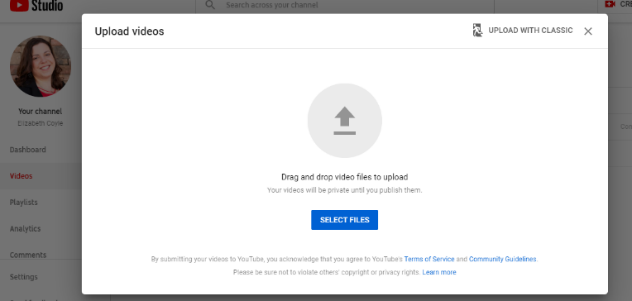 Studio
Search across your channel
CRE
Upload videos
UPLOAD WITH CLASSIC
Your channel
Elizabeth
Dashboard
Videos
Playlists
Analytics
Comments
Settings
Drag and drop video files to upload
Your videos will be private until you publish them.
SELECT FILES
By submitting your videos to YouTube, you acknowledge that you agree to YouTube's Terms of Service and Community Guidelines.
Please be sure not to violate others' copyright or privacy rights. Learn more